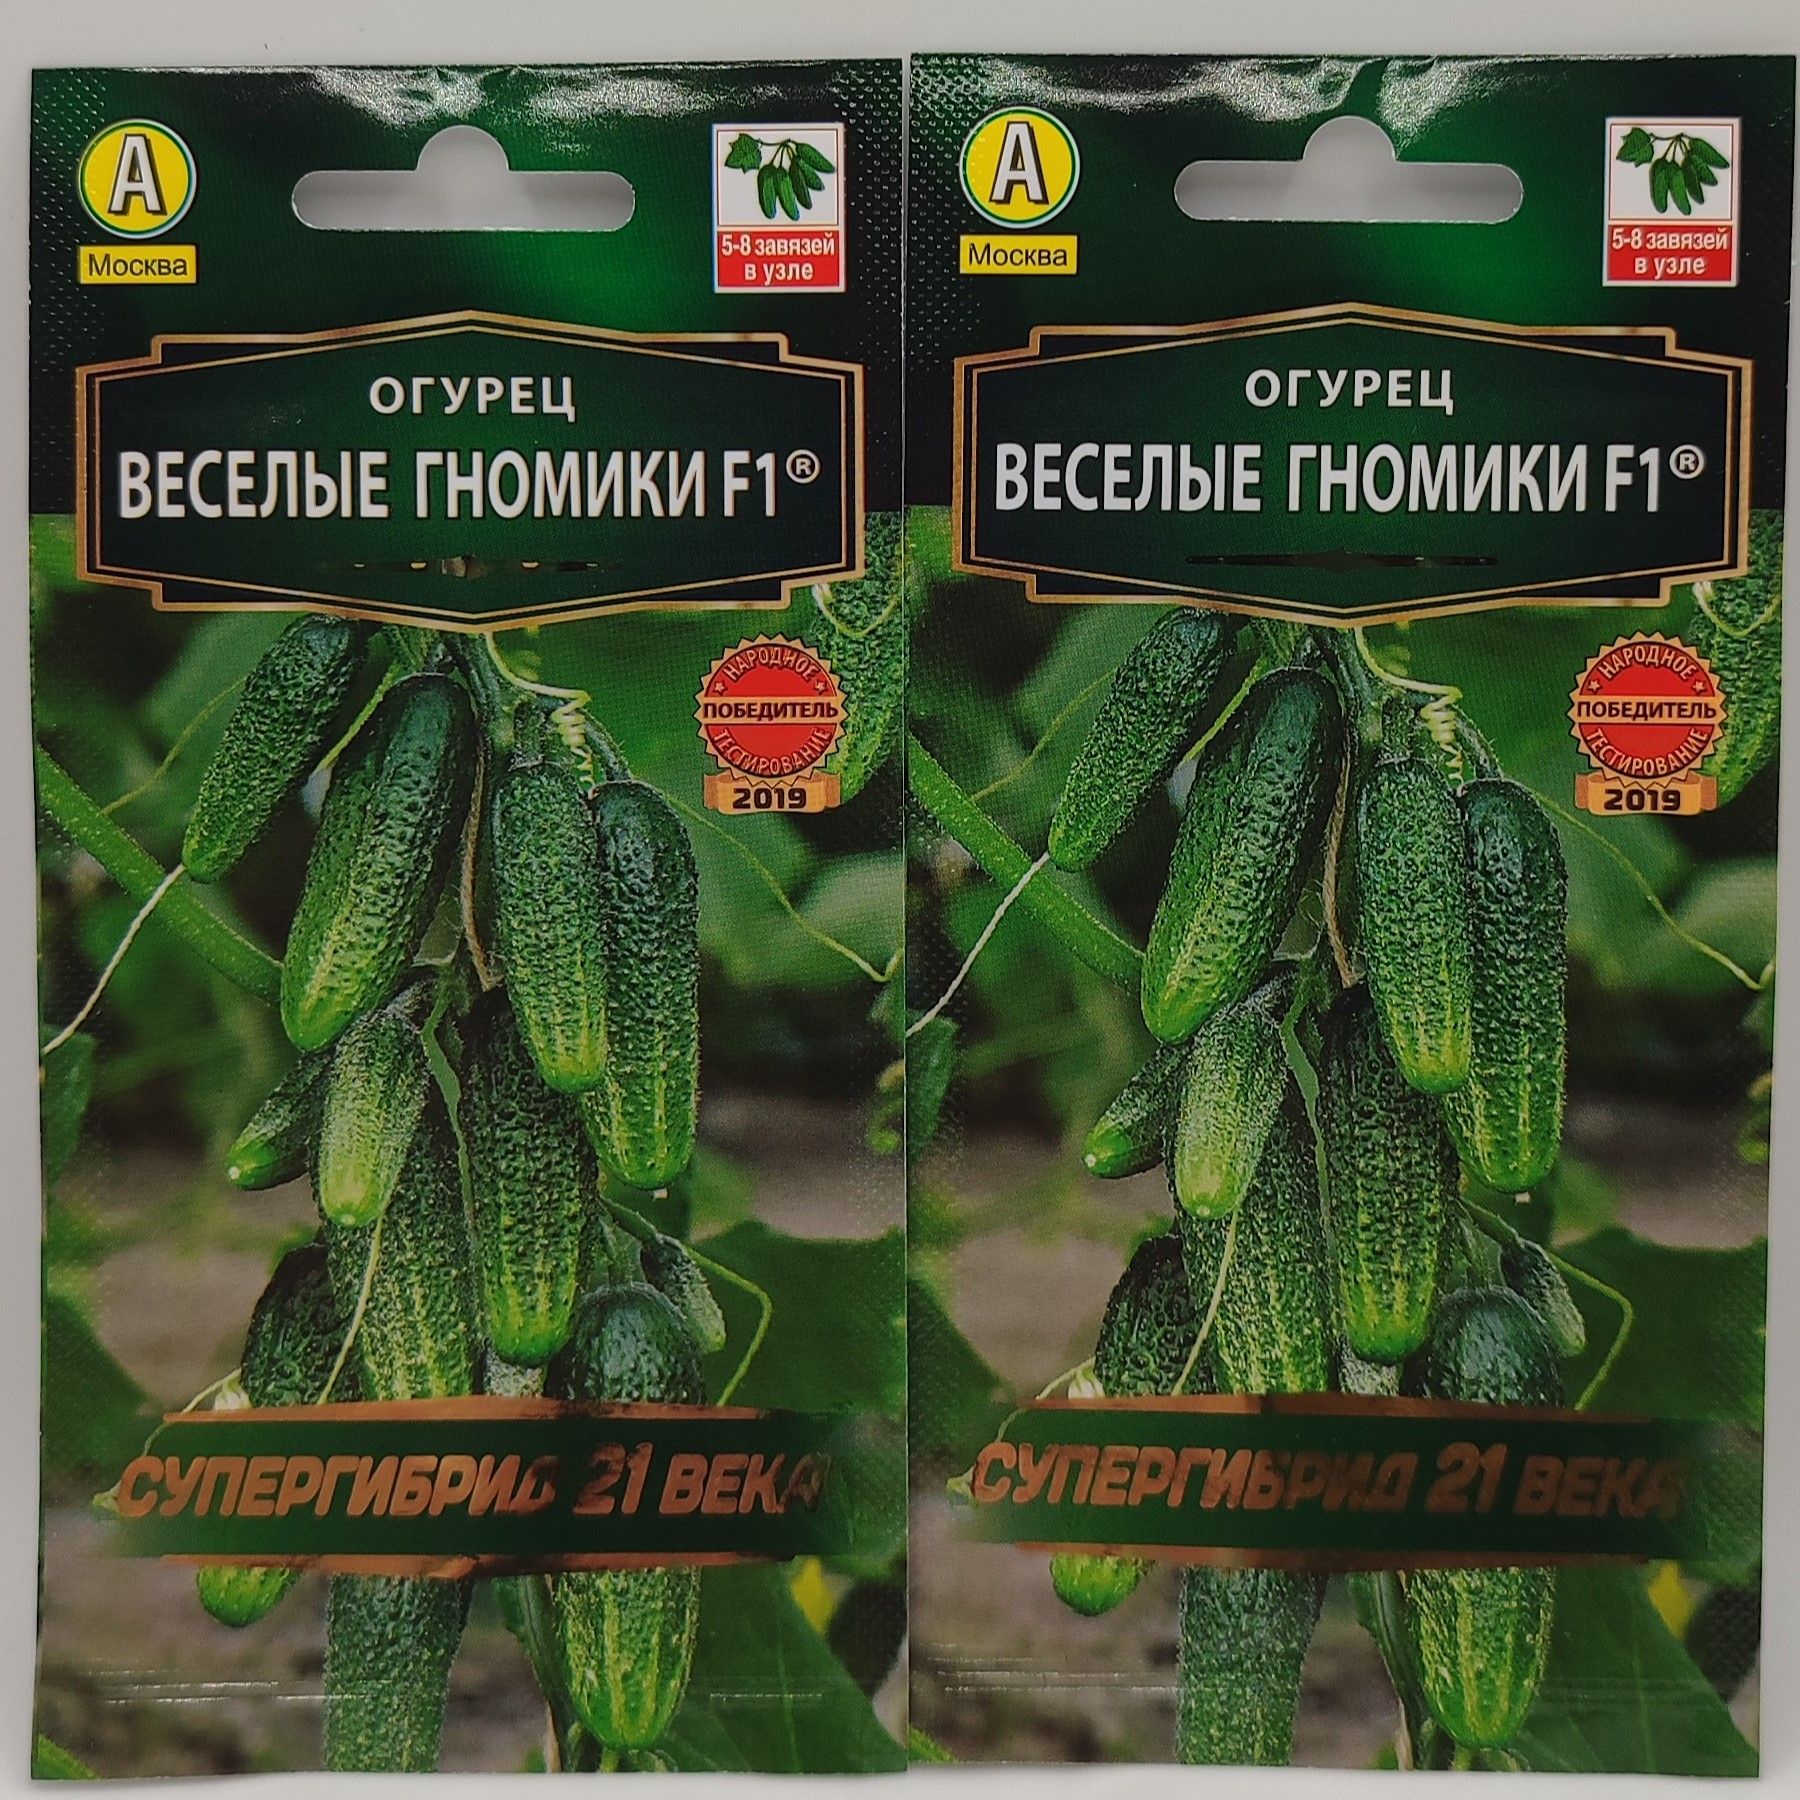 А
Москва
5-8 завязей
в узле
ОГУРЕЦ
ВЕСЕЛЫЕ ГНОМИКИ F1®
НАРОДНОЕ
ПОБЕДИТЕЛЬ
ТЕСТИРОВАНИЕ
2019
СУПЕРГИБРИД 21 ВЕКА
А
Москва
5-8 завязей
в узле
ОГУРЕЦ
ВЕСЕЛЫЕ ГНОМИКИ F1®
НАРОДНОЕ
ПОБЕДИТЕЛЬ
ТЕСТИРОВАНИЕ
2019
СУПЕРГИБРИД 21 ВЕКА